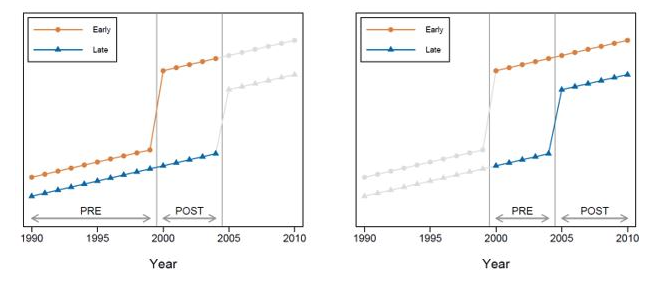 Early
Late
PRE
POST
1990
1995
2000
2005
2010
Year
Early
Late
PRE
POST
1990
1995
2000
2005
2010
Year